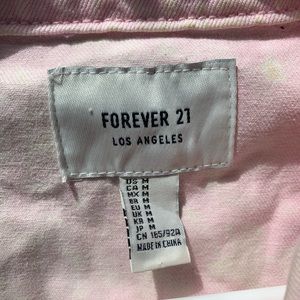 FOREVER 21
LOS ANGELES
US M
CA M
MX M
BR M
EU M
UK M
KR M
JP M
CN 165/92A
MADE IN CHINA